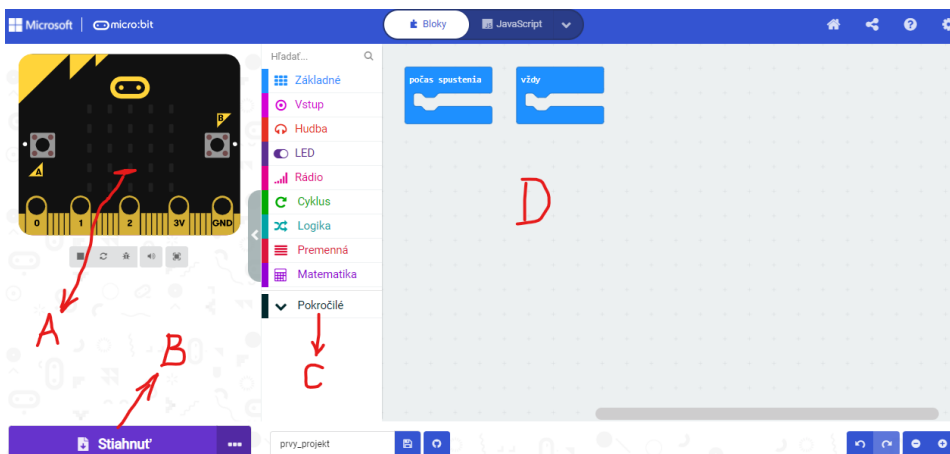 Microsoft micro:bit
Bloky
JavaScript
Hľadať...
Základné
Vstup
Hudba
LED
Rádio
Cyklus
Logika
Premenná
Matematika
Pokročilé
počas spustenia
vždy
B
A
0 1 2 3V GND
A
B
C
D
Stiahnuť
prvy_projekt